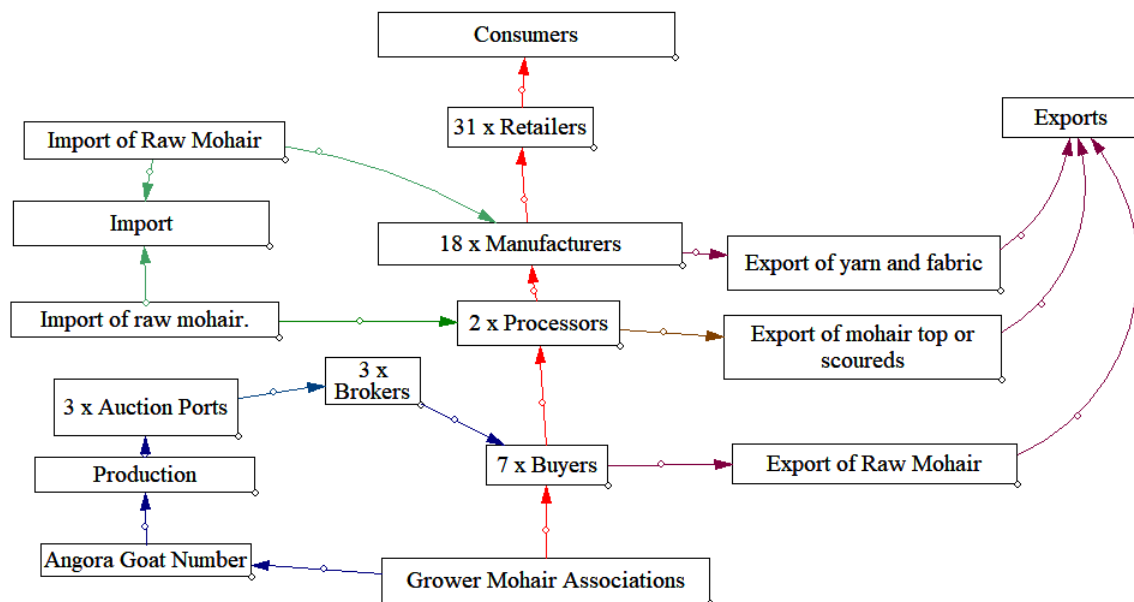 Consumers
31 x Retailers
Exports
Import of Raw Mohair
Import
18 x Manufacturers
Export of yarn and fabric
Import of raw mohair.
2 x Processors
Export of mohair top or
scoureds
3 x Auction Ports
3 x
Brokers
7 x Buyers
Export of Raw Mohair
Production
Angora Goat Number
Grower Mohair Associations